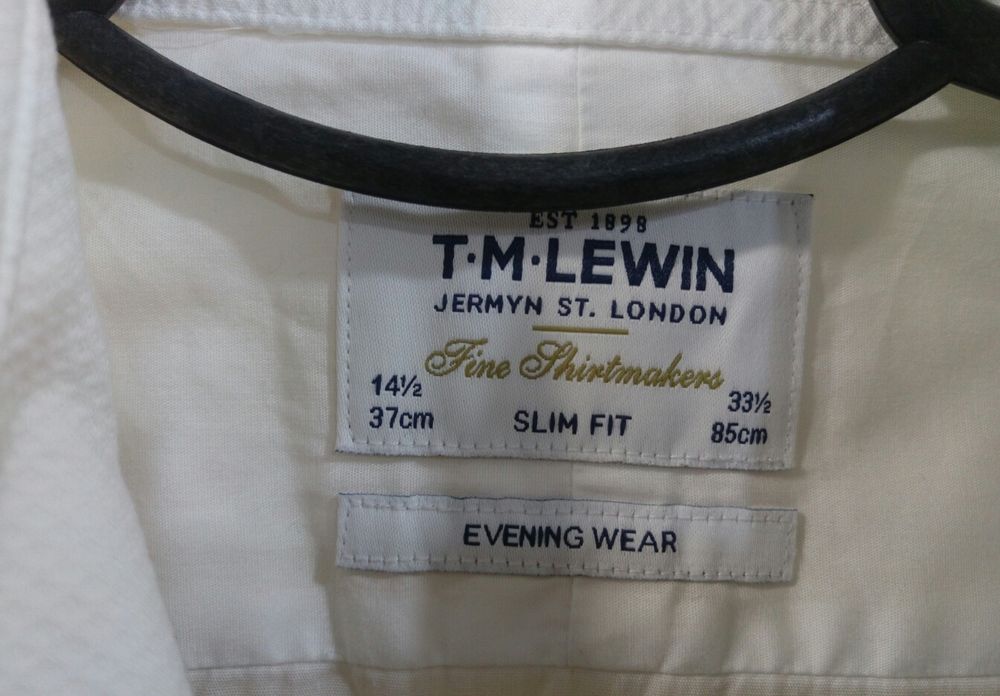 EST 1898
T·M·LEWIN
JERMYN ST. LONDON
Fine Shirtmakers
14½ 33½
37cm SLIM FIT 85cm
EVENING WEAR